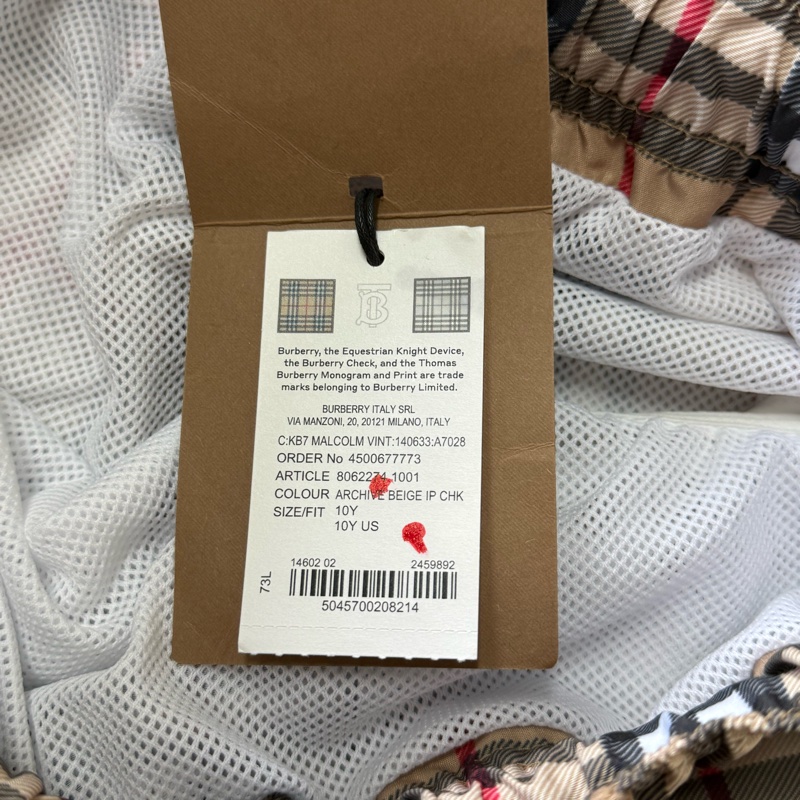 Burberry, the Equestrian Knight Device,
the Burberry Check, and the Thomas
Burberry Monogram and Print are trade
marks belonging to Burberry Limited.
BURBERRY ITALY SRL
VIA MANZONI, 20, 20121 MILANO, ITALY
C:KB7 MALCOLM VINT:140633:A7028
ORDER No 4500677773
ARTICLE 8062274 1001
COLOUR ARCHIVE BEIGE IP CHK
SIZE/FIT 10Y
10Y US
14602 02 2459892
73L
5045700208214